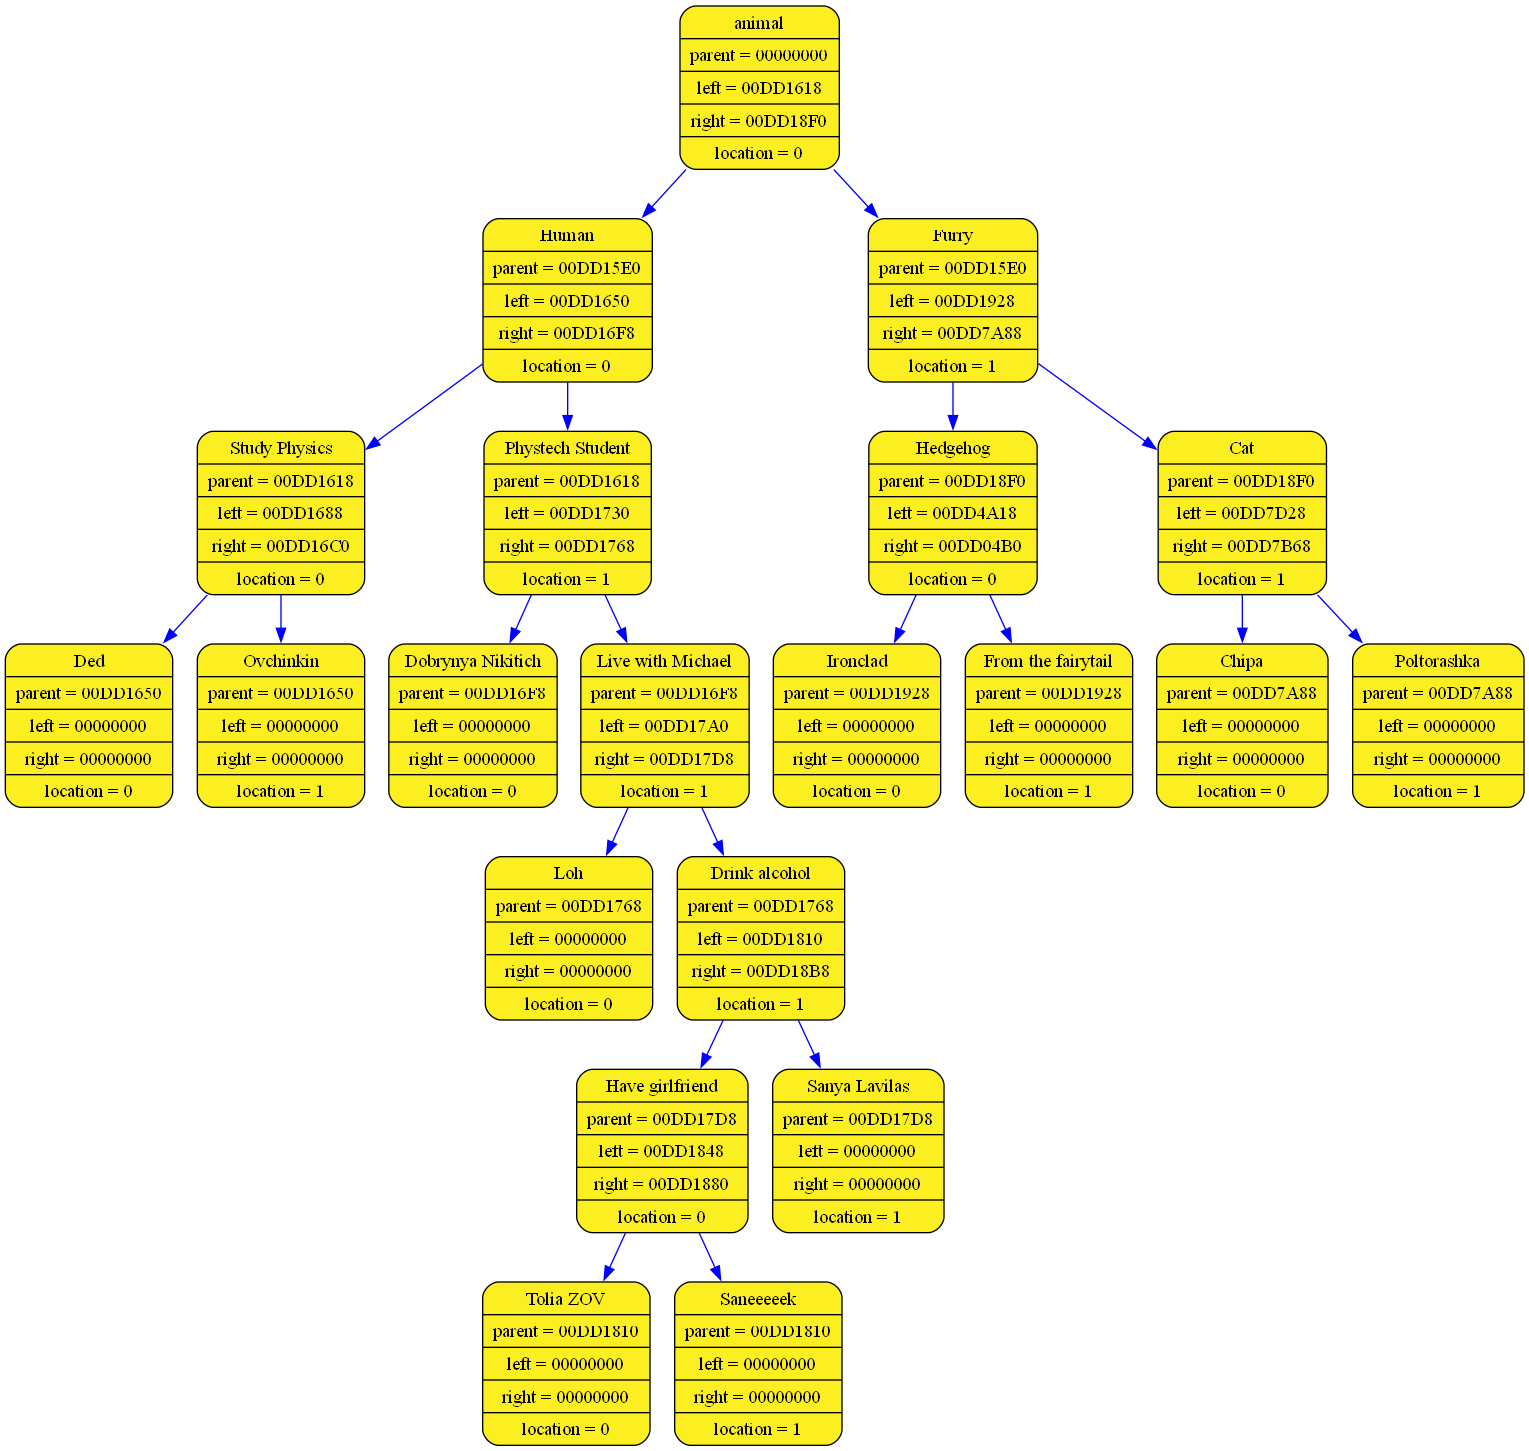 animal
parent = 00000000
left = 00DD1618
right = 00DD18F0
location = 0
Human
parent = 00DD15E0
left = 00DD1650
right = 00DD16F8
location = 0
Furry
parent = 00DD15E0
left = 00DD1928
right = 00DD7A88
location = 1
Study Physics
parent = 00DD1618
left = 00DD1688
right = 00DD16C0
location = 0
Phystech Student
parent = 00DD1618
left = 00DD1730
right = 00DD1768
location = 1
Hedgehog
parent = 00DD18F0
left = 00DD4A18
right = 00DD04B0
location = 0
Cat
parent = 00DD18F0
left = 00DD7D28
right = 00DD7B68
location = 1
Ded
parent = 00DD1650
left = 00000000
right = 00000000
location = 0
Ovchinkin
parent = 00DD1650
left = 00000000
right = 00000000
location = 1
Dobrynya Nikitich
parent = 00DD16F8
left = 00000000
right = 00000000
location = 0
Live with Michael
parent = 00DD16F8
left = 00DD17A0
right = 00DD17D8
location = 1
Ironclad
parent = 00DD1928
left = 00000000
right = 00000000
location = 0
From the fairytail
parent = 00DD1928
left = 00000000
right = 00000000
location = 1
Chipa
parent = 00DD7A88
left = 00000000
right = 00000000
location = 0
Poltorashka
parent = 00DD7A88
left = 00000000
right = 00000000
location = 1
Loh
parent = 00DD1768
left = 00000000
right = 00000000
location = 0
Drink alcohol
parent = 00DD1768
left = 00DD1810
right = 00DD18B8
location = 1
Have girlfriend
parent = 00DD17D8
left = 00DD1848
right = 00DD1880
location = 0
Sanya Lavilas
parent = 00DD17D8
left = 00000000
right = 00000000
location = 1
Tolia ZOV
parent = 00DD1810
left = 00000000
right = 00000000
location = 0
Saneeeeek
parent = 00DD1810
left = 00000000
right = 00000000
location = 1